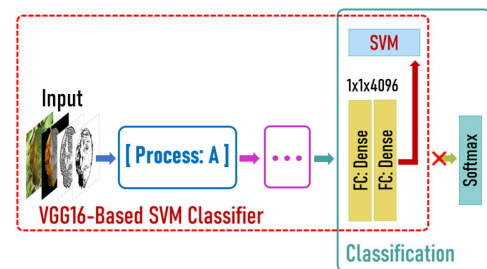 SVM
1x1x4096
Input
[ Process: A ]
...
FC: Dense
FC: Dense
Softmax
VGG16-Based SVM Classifier
Classification